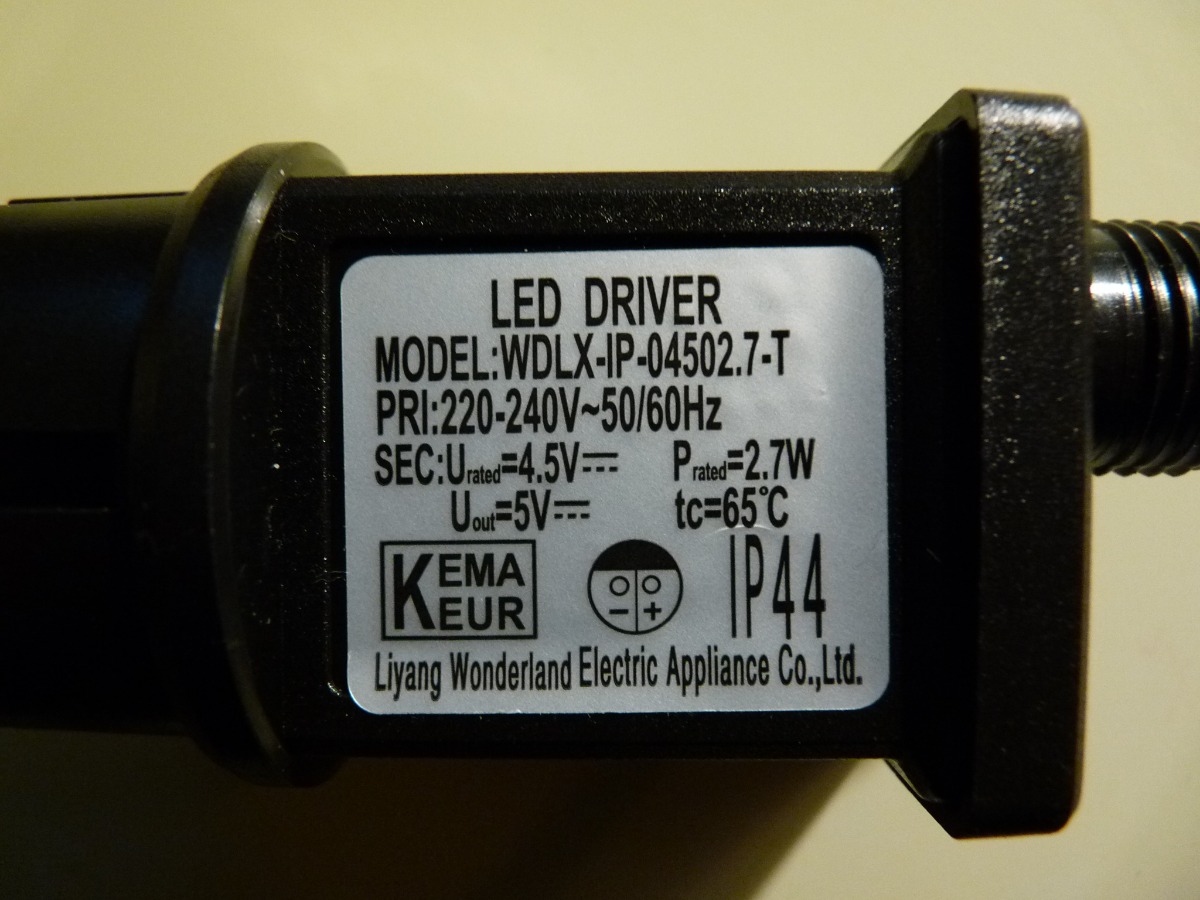 LED DRIVER
MODEL:WDLX-IP-04502.7-T
PRI:220-240V~50/60Hz
SEC:Urated=4.5V⎓ Prated=2.7W
Uout=5V⎓ tc=65°C
KEMA
KEUR
- +
IP44
Liyang Wonderland Electric Appliance Co.,Ltd.